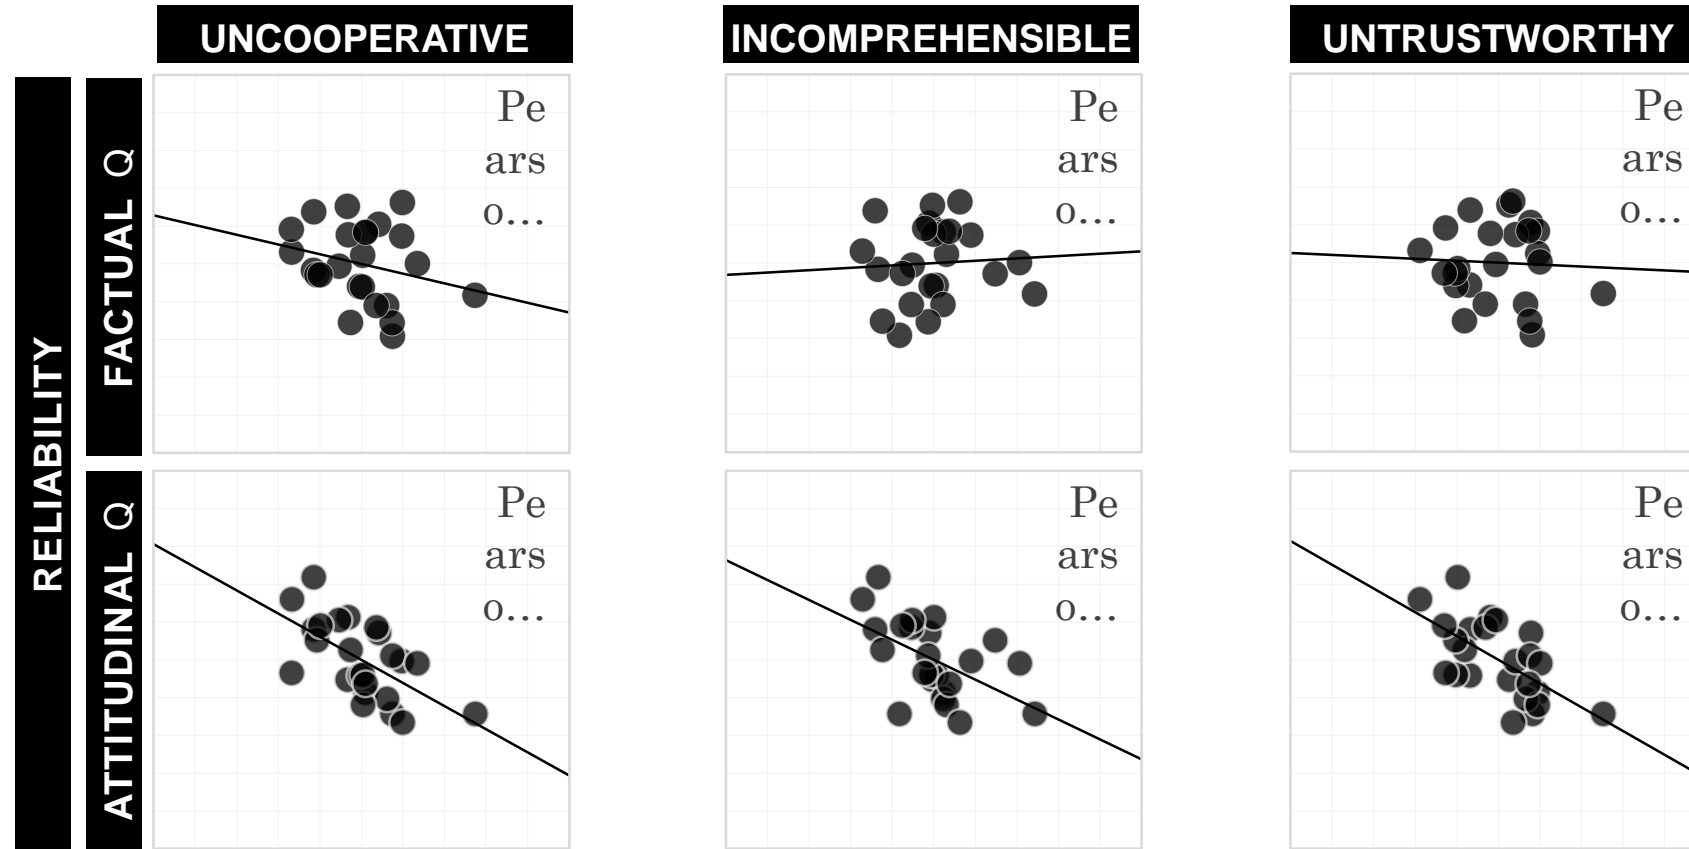 UNCOOPERATIVE
INCOMPREHENSIBLE
UNTRUSTWORTHY
RELIABILITY
FACTUAL Q
Pe
ars
o...
Pe
ars
o...
Pe
ars
o...
ATTITUDINAL Q
Pe
ars
o...
Pe
ars
o...
Pe
ars
o...